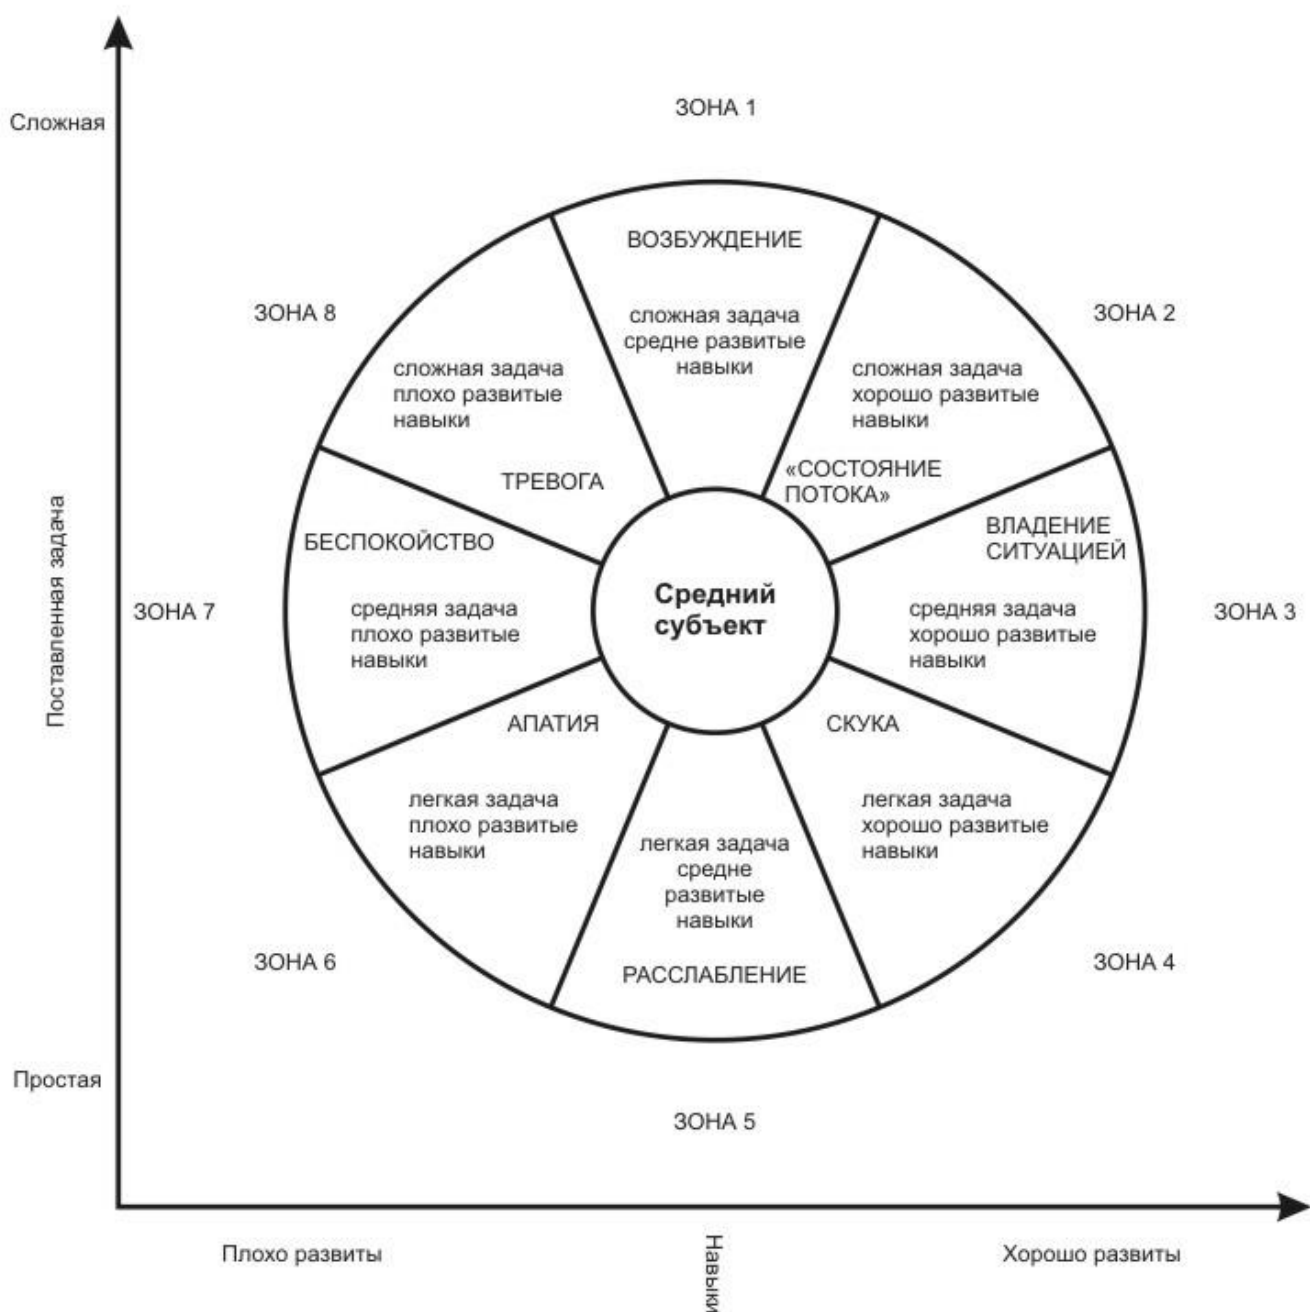 Сложная
ЗОНА 1
ВОЗБУЖДЕНИЕ
сложная задача
средне развитые
навыки
ЗОНА 8
сложная задача
плохо развитые
навыки
ТРЕВОГА
ЗОНА 2
сложная задача
хорошо развитые
навыки
«СОСТОЯНИЕ
ПОТОКА»
Поставленная задача
ЗОНА 7
БЕСПОКОЙСТВО
средняя задача
плохо развитые
навыки
Средний
субъект
ВЛАДЕНИЕ
СИТУАЦИЕЙ
средняя задача
хорошо развитые
навыки
ЗОНА 3
АПАТИЯ
легкая задача
плохо развитые
навыки
ЗОНА 6
легкая задача
средне
развитые
навыки
РАССЛАБЛЕНИЕ
СКУКА
легкая задача
хорошо развитые
навыки
ЗОНА 4
Простая
ЗОНА 5
Плохо развиты
Навыки
Хорошо развиты